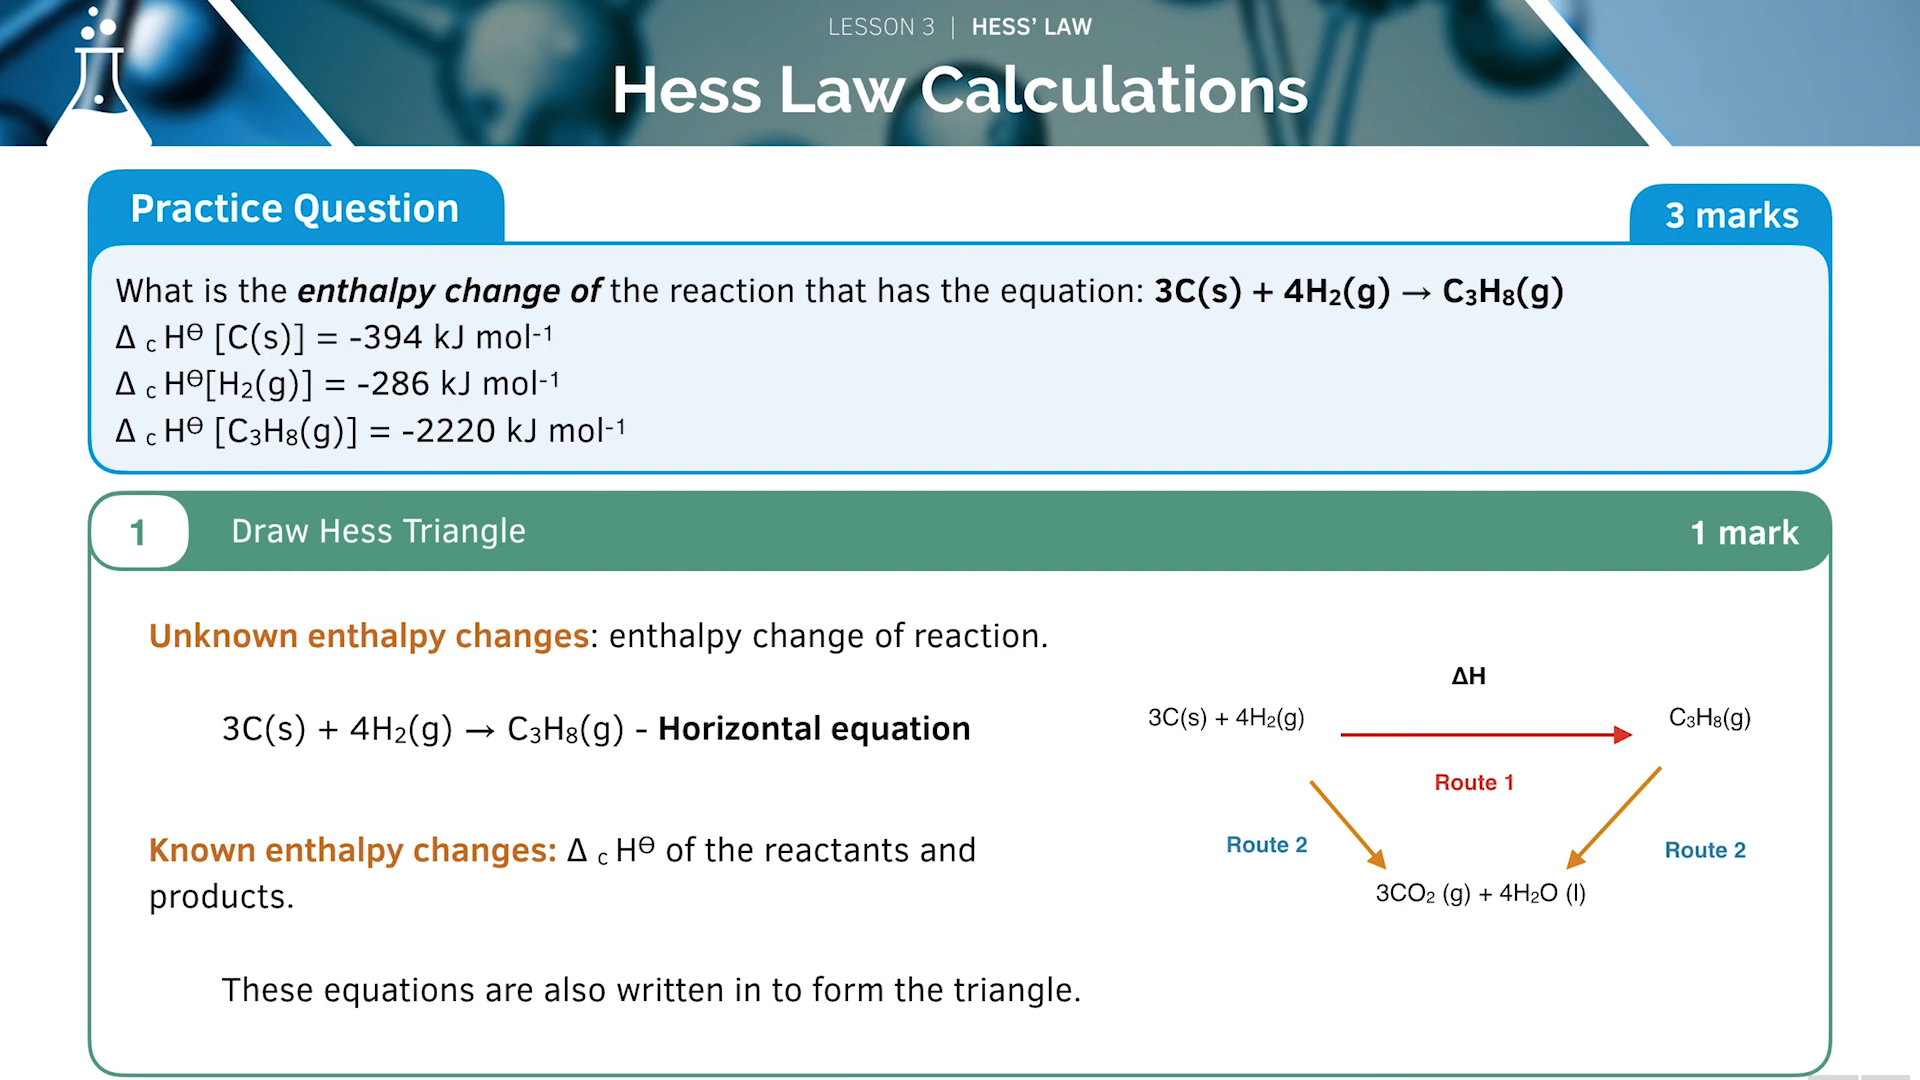 LESSON 3 | HESS' LAW
Hess Law Calculations
Practice Question
3 marks
What is the enthalpy change of the reaction that has the equation: 3C(s) + 4H₂(g) → C₃H₈(g)
Δ c Hᶱ [C(s)] = -394 kJ mol⁻¹
Δ c Hᶱ[H₂(g)] = -286 kJ mol⁻¹
Δ c Hᶱ [C₃H₈(g)] = -2220 kJ mol⁻¹
1
Draw Hess Triangle
1 mark
Unknown enthalpy changes: enthalpy change of reaction.
3C(s) + 4H₂(g) → C₃H₈(g) - Horizontal equation
Known enthalpy changes: Δ c Hᶱ of the reactants and
products.
These equations are also written in to form the triangle.
ΔH
3C(s) + 4H₂(g)
C₃H₈(g)
Route 1
Route 2
Route 2
3CO₂ (g) + 4H₂O (l)